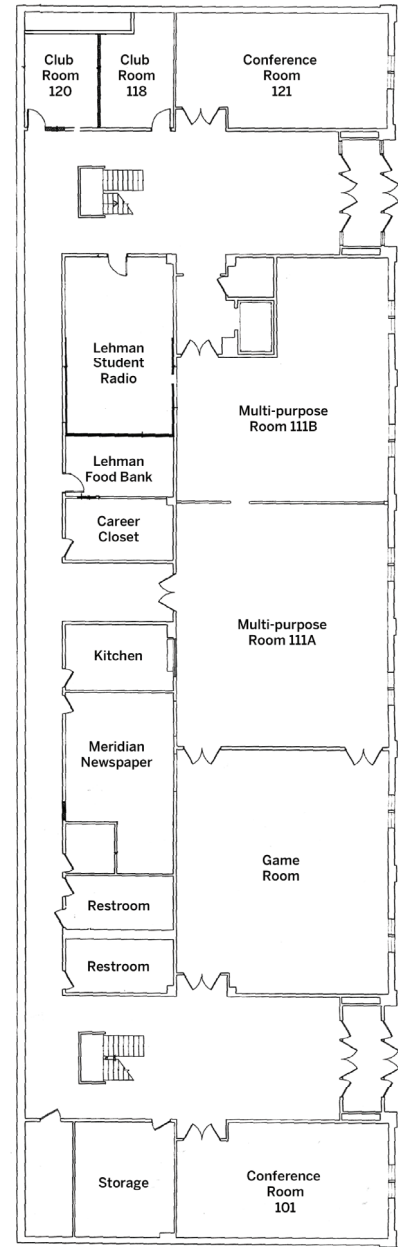 Club
Room
120
Club
Room
118
Conference
Room
121
Lehman
Student
Radio
Multi-purpose
Room 111B
Lehman
Food Bank
Career
Closet
Multi-purpose
Room 111A
Kitchen
Meridian
Newspaper
Game
Room
Restroom
Restroom
Storage
Conference
Room
101